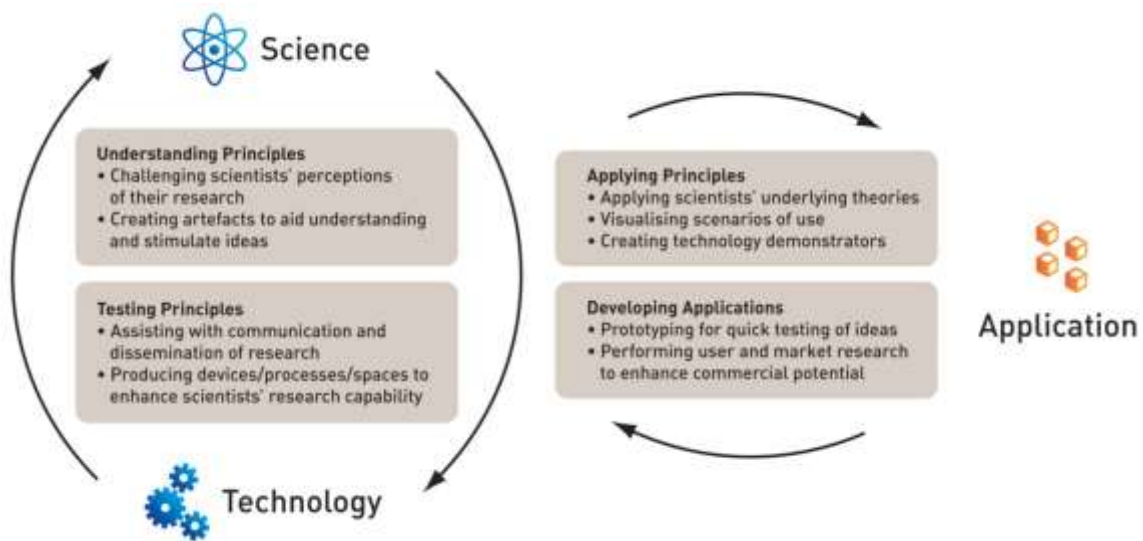 Science
Understanding Principles
• Challenging scientists' perceptions
of their research
• Creating artefacts to aid understanding
and stimulate ideas
Testing Principles
• Assisting with communication and
dissemination of research
• Producing devices/processes/spaces to
enhance scientists' research capability
Technology
Applying Principles
• Applying scientists' underlying theories
• Visualising scenarios of use
• Creating technology demonstrators
Developing Applications
• Prototyping for quick testing of ideas
• Performing user and market research
to enhance commercial potential
Application